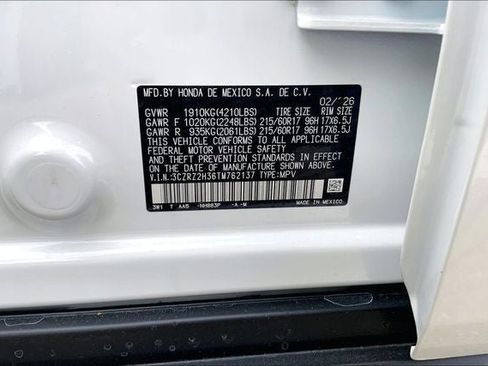 MFD.BY HONDA DE MEXICO S.A. DE C.V.
02/'26
GVWR 1910KG(4210LBS) TIRE SIZE RIM SIZE
GAWR F 1020KG(2248LBS) 215/60R17 96H 17X6.5J
GAWR R 935KG(2061LBS) 215/60R17 96H 17X6.5J
THIS VEHICLE CONFORMS TO ALL APPLICABLE
FEDERAL MOTOR VEHICLE SAFETY STANDARDS IN EFFECT
ON THE DATE OF MANUFACTURE SHOWN ABOVE.
V.I.N.:3CZRZ2H36TM762137 TYPE:MPV
3W1 T AA5 -NH883P -A -M
MADE IN MEXICO